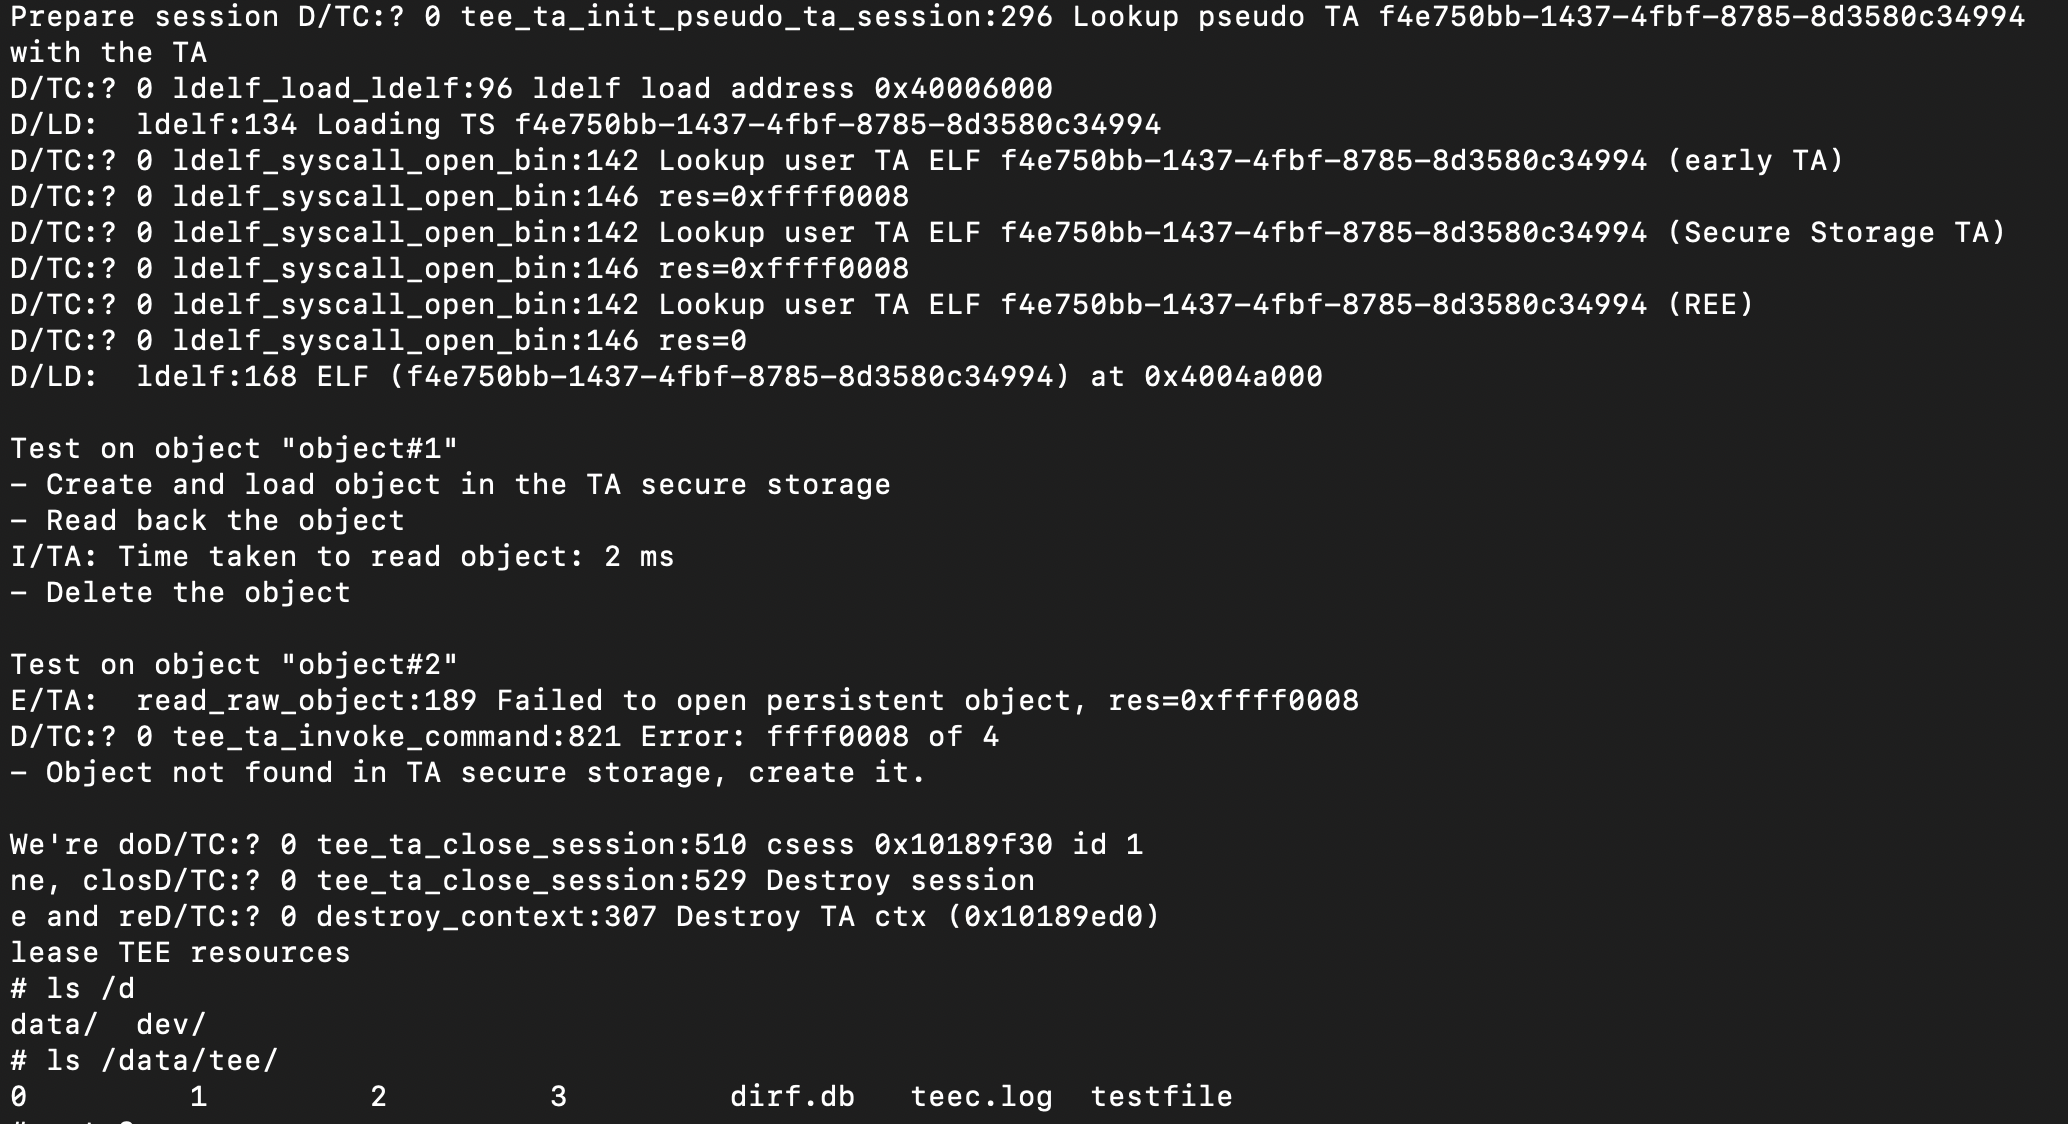 Prepare session D/TC:? 0 tee_ta_init_pseudo_ta_session:296 Lookup pseudo TA f4e750bb-1437-4fbf-8785-8d3580c34994
with the TA
D/TC:? 0 ldelf_load_ldelf:96 ldelf load address 0x40006000
D/LD:  ldelf:134 Loading TS f4e750bb-1437-4fbf-8785-8d3580c34994
D/TC:? 0 ldelf_syscall_open_bin:142 Lookup user TA ELF f4e750bb-1437-4fbf-8785-8d3580c34994 (early TA)
D/TC:? 0 ldelf_syscall_open_bin:146 res=0xffff0008
D/TC:? 0 ldelf_syscall_open_bin:142 Lookup user TA ELF f4e750bb-1437-4fbf-8785-8d3580c34994 (Secure Storage TA)
D/TC:? 0 ldelf_syscall_open_bin:146 res=0xffff0008
D/TC:? 0 ldelf_syscall_open_bin:142 Lookup user TA ELF f4e750bb-1437-4fbf-8785-8d3580c34994 (REE)
D/TC:? 0 ldelf_syscall_open_bin:146 res=0
D/LD:  ldelf:168 ELF (f4e750bb-1437-4fbf-8785-8d3580c34994) at 0x4004a000

Test on object "object#1"
- Create and load object in the TA secure storage
- Read back the object
I/TA: Time taken to read object: 2 ms
- Delete the object

Test on object "object#2"
E/TA:  read_raw_object:189 Failed to open persistent object, res=0xffff0008
D/TC:? 0 tee_ta_invoke_command:821 Error: ffff0008 of 4
- Object not found in TA secure storage, create it.

We're doD/TC:? 0 tee_ta_close_session:510 csess 0x10189f30 id 1
ne, closD/TC:? 0 tee_ta_close_session:529 Destroy session
e and reD/TC:? 0 destroy_context:307 Destroy TA ctx (0x10189ed0)
lease TEE resources
# ls /d
data/  dev/
# ls /data/tee/
0         1         2         3         dirf.db   teec.log  testfile